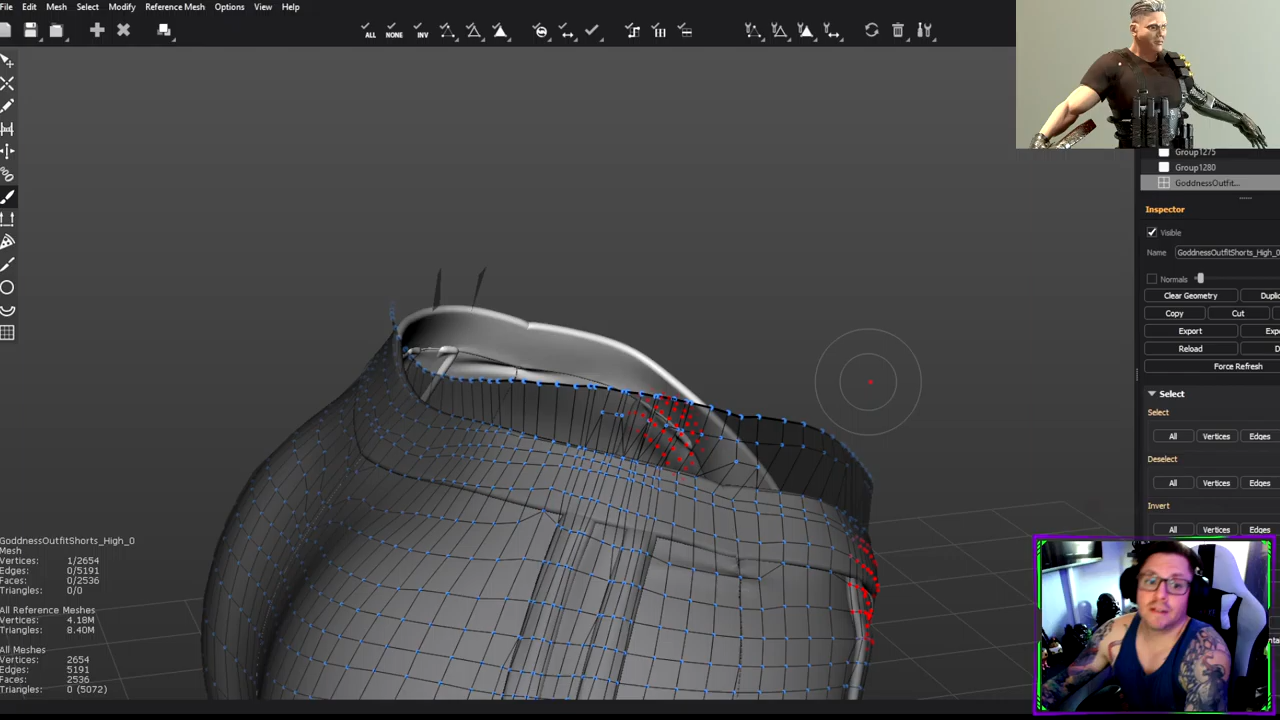 File Edit Mesh Select Modify Reference Mesh Options View Help
ALL NONE INV
Group1275
Group1280
GoddnessOutfit...
Inspector
Visible
Name GoddnessOutfitShorts_High_0
Normals
Clear Geometry
Copy Cut
Export
Reload
Force Refresh
Select
Select
All Vertices Edges
Deselect
All Vertices Edges
Invert
All Vertices Edges
GoddnessOutfitShorts_High_0
Mesh
Vertices: 1/2654
Edges: 0/5191
Faces: 0/2536
Triangles: 0/0
All Reference Meshes
Vertices: 4.18M
Triangles: 8.40M
All Meshes
Vertices: 2654
Edges: 5191
Faces: 2536
Triangles: 0 (5072)